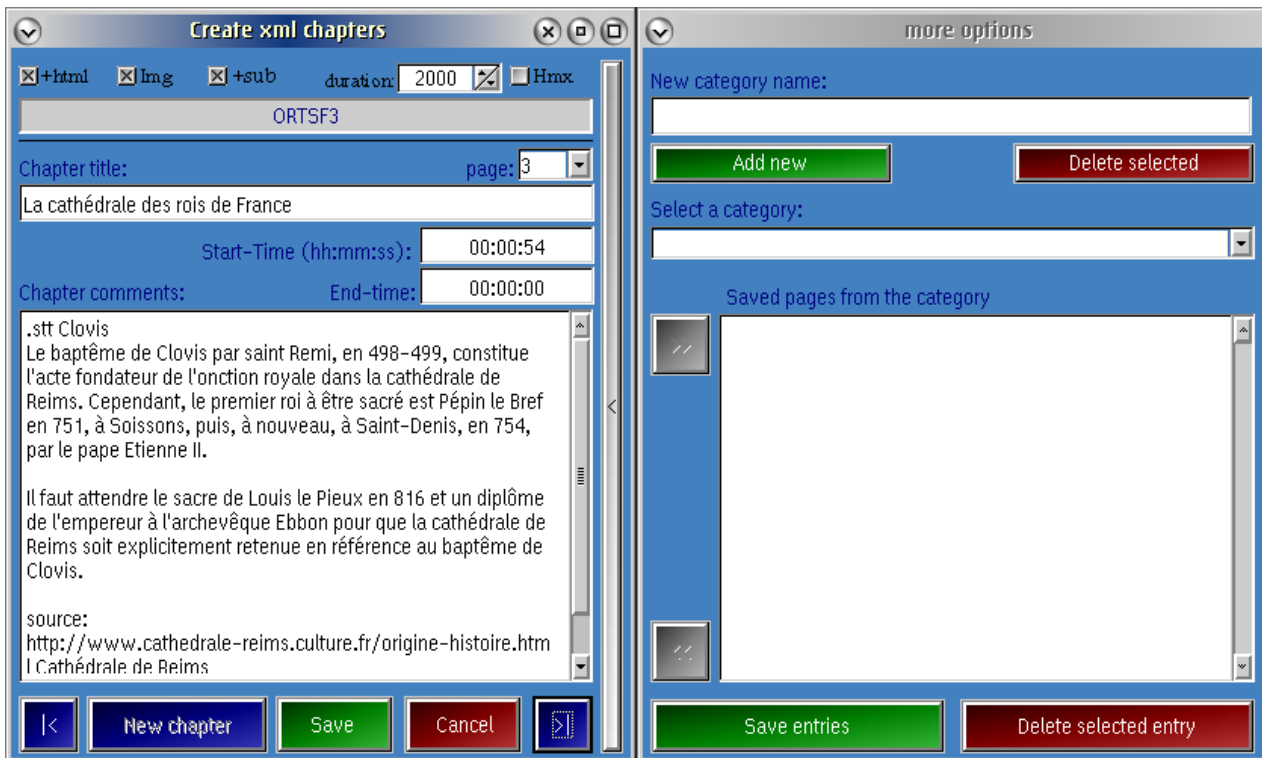 Create xml chapters
+html Img +sub duration: 2000 Hmx
ORTSF3
Chapter title: page: 3
La cathédrale des rois de France
Start-Time (hh:mm:ss): 00:00:54
Chapter comments: End-time: 00:00:00
.stt Clovis
Le baptême de Clovis par saint Remi, en 498-499, constitue
l'acte fondateur de l'onction royale dans la cathédrale de
Reims. Cependant, le premier roi à être sacré est Pépin le Bref
en 751, à Soissons, puis, à nouveau, à Saint-Denis, en 754,
par le pape Etienne II.
Il faut attendre le sacre de Louis le Pieux en 816 et un diplôme
de l'empereur à l'archevêque Ebbon pour que la cathédrale de
Reims soit explicitement retenue en référence au baptême de
Clovis.
source:
http://www.cathedrale-reims.culture.fr/origine-histoire.htm
l Cathédrale de Reims
|< New chapter Save Cancel >|
<
more options
New category name:
Add new Delete selected
Select a category:
Saved pages from the category
>>
<<
Save entries Delete selected entry